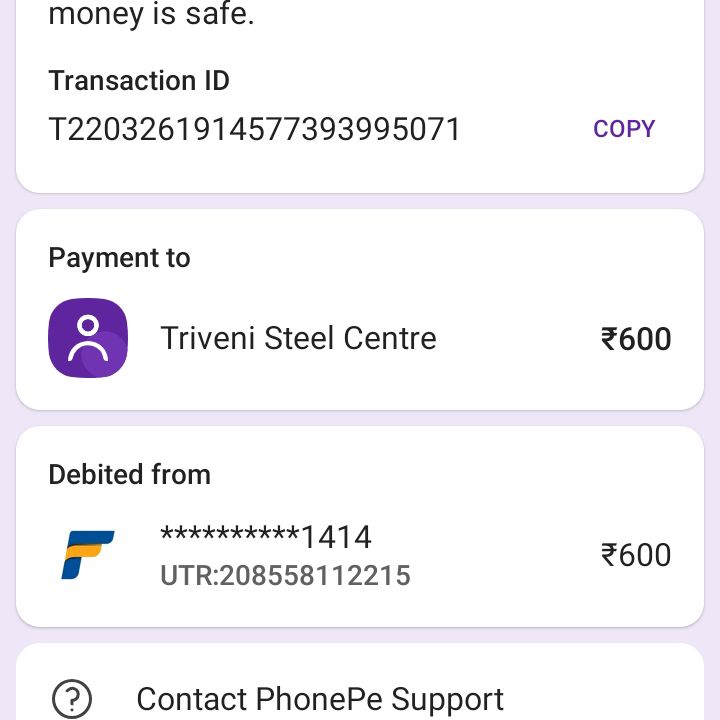 money is safe.
Transaction ID
T2203261914577393995071 COPY
Payment to
Triveni Steel Centre ₹600
Debited from
**********1414
UTR:208558112215 ₹600
Contact PhonePe Support